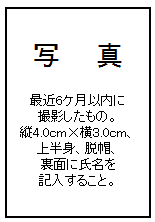 写　真
最近6ケ月以内に
撮影したもの。
縦4.0cm×横3.0cm、
上半身、脱帽、
裏面に氏名を
記入すること。